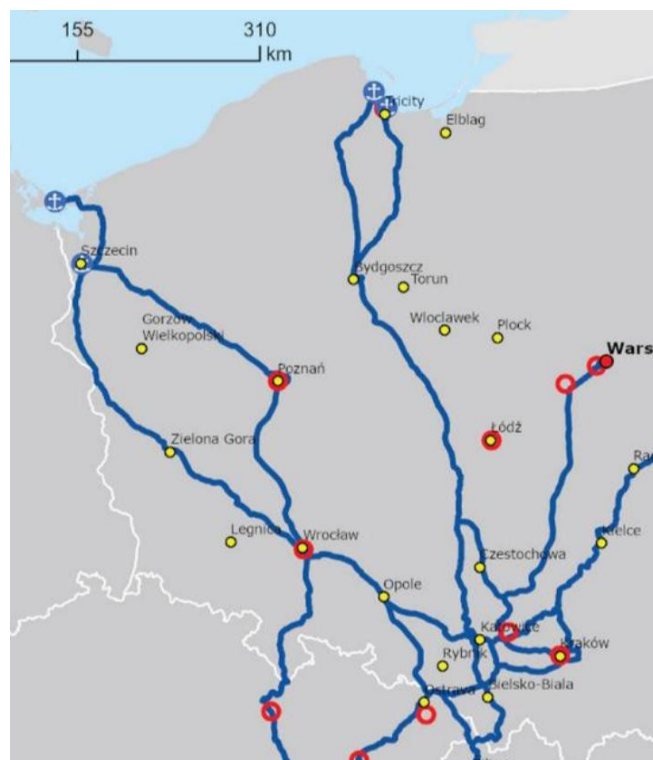 155
310
km
Tricity
Elblag
Szczecin
Bydgoszcz
Torun
Gorzow
Wielkopolski
Wloclawek
Plock
Wars
Poznań
Zielona Gora
Łódź
Ra
Legnica
Wrocław
Kielce
Czestochowa
Opole
Katowice
Kraków
Rybnik
Ostrava
Bielsko-Biala